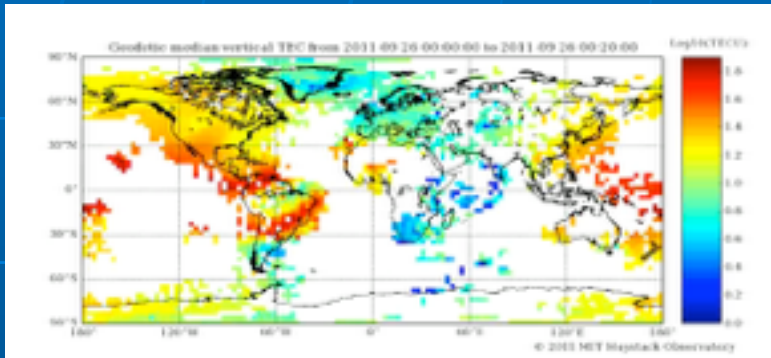 Geodetic median vertical TEC from 2011 09 26 00:00:00 to 2011 09 26 00:20:00
Log10(TECU)
90°N
60°N
30°N
0°
30°S
60°S
90°S
180° 120°W 60°W 0° 60°E 120°E 180°
1.8
1.6
1.4
1.2
1.0
0.8
0.6
0.4
0.2
0.0
© 2011 MIT Haystack Observatory